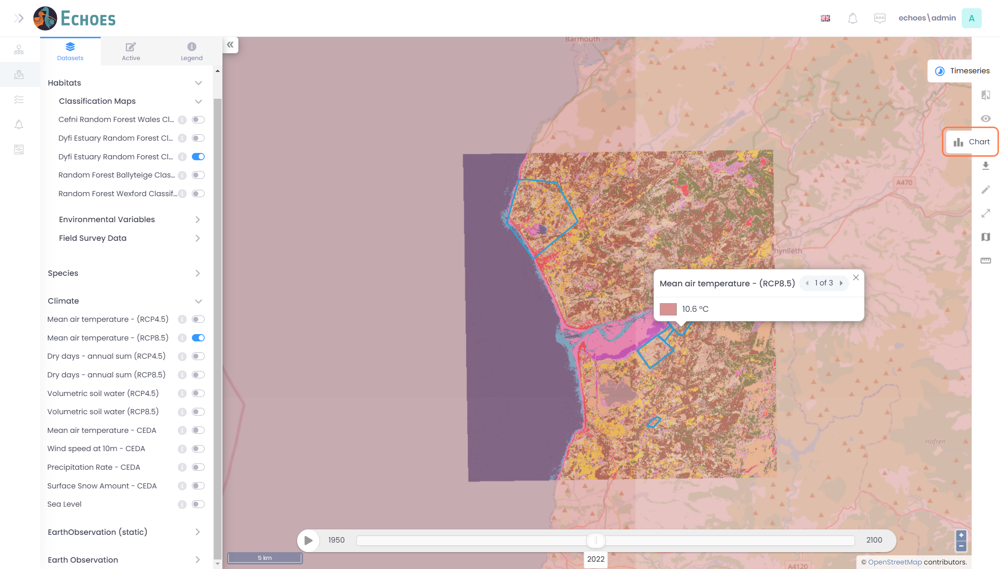 ECHOES
echoes\admin
A
Datasets
Active
Legend
Habitats
Classification Maps
Cefni Random Forest Wales Cl...
Dyfi Estuary Random Forest Cl...
Dyfi Estuary Random Forest Cl...
Random Forest Ballyteige Clas...
Random Forest Wexford Classif...
Environmental Variables
Field Survey Data
Species
Climate
Mean air temperature - (RCP4.5)
Mean air temperature - (RCP8.5)
Dry days - annual sum (RCP4.5)
Dry days - annual sum (RCP8.5)
Volumetric soil water (RCP4.5)
Volumetric soil water (RCP8.5)
Mean air temperature - CEDA
Wind speed at 10m - CEDA
Precipitation Rate - CEDA
Surface Snow Amount - CEDA
Sea Level
EarthObservation (static)
Earth Observation
Barmouth
Timeseries
Chart
A470
hynlleth
Mean air temperature - (RCP8.5)
1 of 3
10.6 ºC
Hafren
1950
2100
2022
5 km
A4120
+
−
© OpenStreetMap contributors.